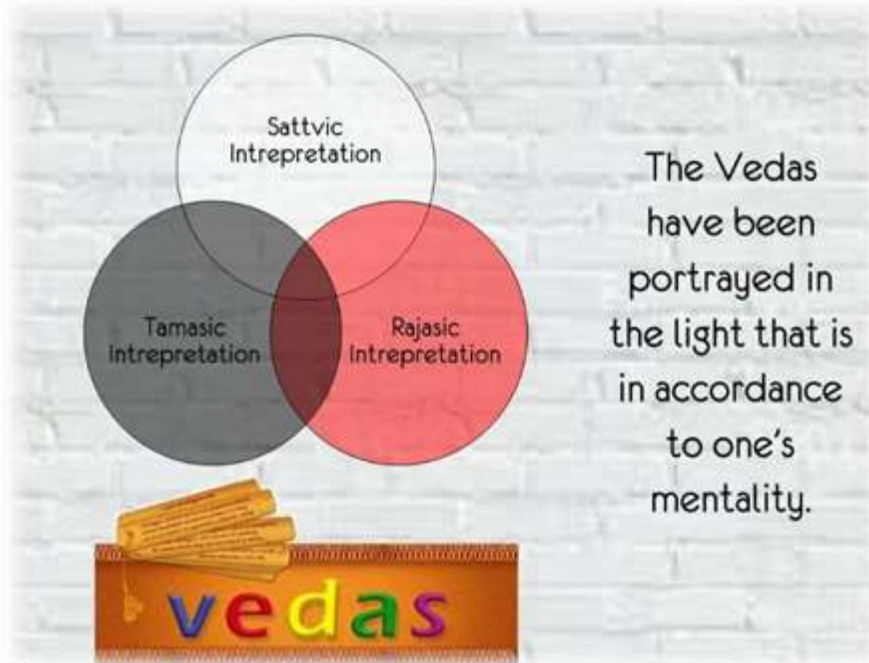 Sattvic
Intrepretation
Tamasic
Intrepretation
Rajasic
Intrepretation
The Vedas
have been
portrayed in
the light that is
in accordance
to one's
mentality.
vedas